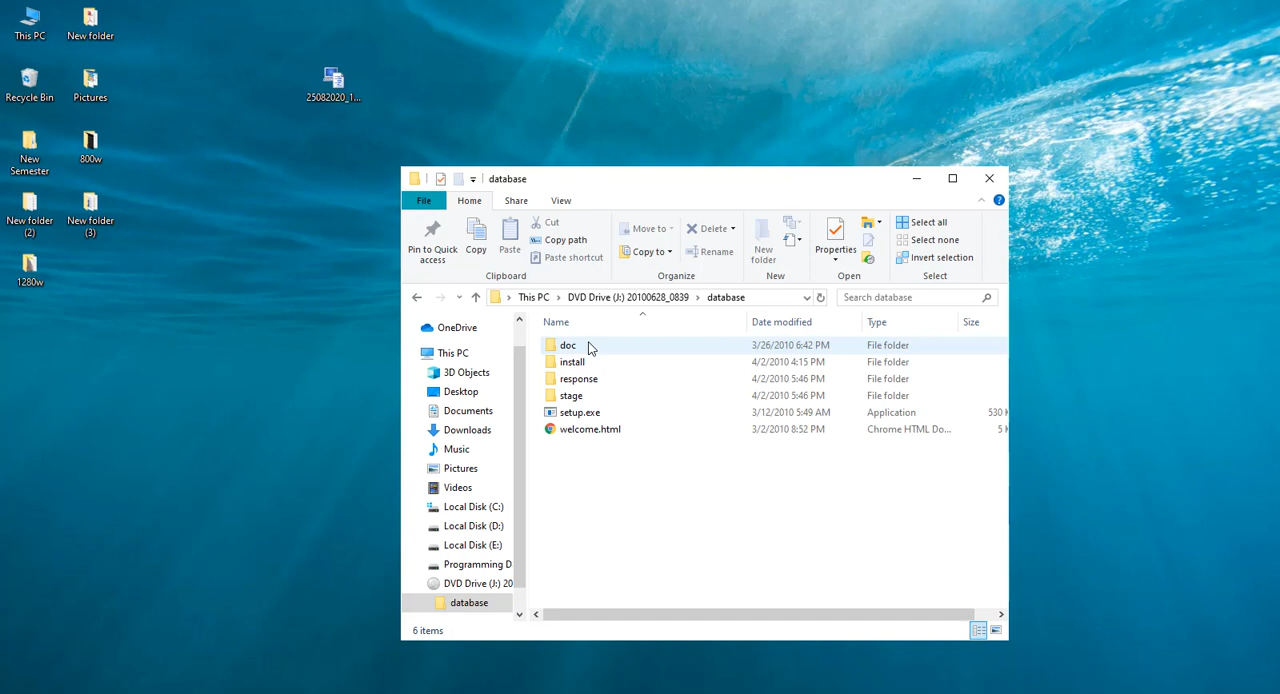 This PC
New folder
Recycle Bin
Pictures
25082020_1...
New Semester
800w
New folder (2)
New folder (3)
1280w
database
File Home Share View
Pin to Quick access
Copy
Paste
Cut
Copy path
Paste shortcut
Clipboard
Move to
Copy to
Delete
Rename
Organize
New folder
New
Properties
Open
Select all
Select none
Invert selection
Select
This PC > DVD Drive (J:) 20100628_0839 > database
Search database
OneDrive
This PC
3D Objects
Desktop
Documents
Downloads
Music
Pictures
Videos
Local Disk (C:)
Local Disk (D:)
Local Disk (E:)
Programming D
DVD Drive (J:) 20
database
Name Date modified Type Size
doc 3/26/2010 6:42 PM File folder
install 4/2/2010 4:15 PM File folder
response 4/2/2010 5:46 PM File folder
stage 4/2/2010 5:46 PM File folder
setup.exe 3/12/2010 5:49 AM Application 530 K
welcome.html 3/2/2010 8:52 PM Chrome HTML Do... 5 K
6 items